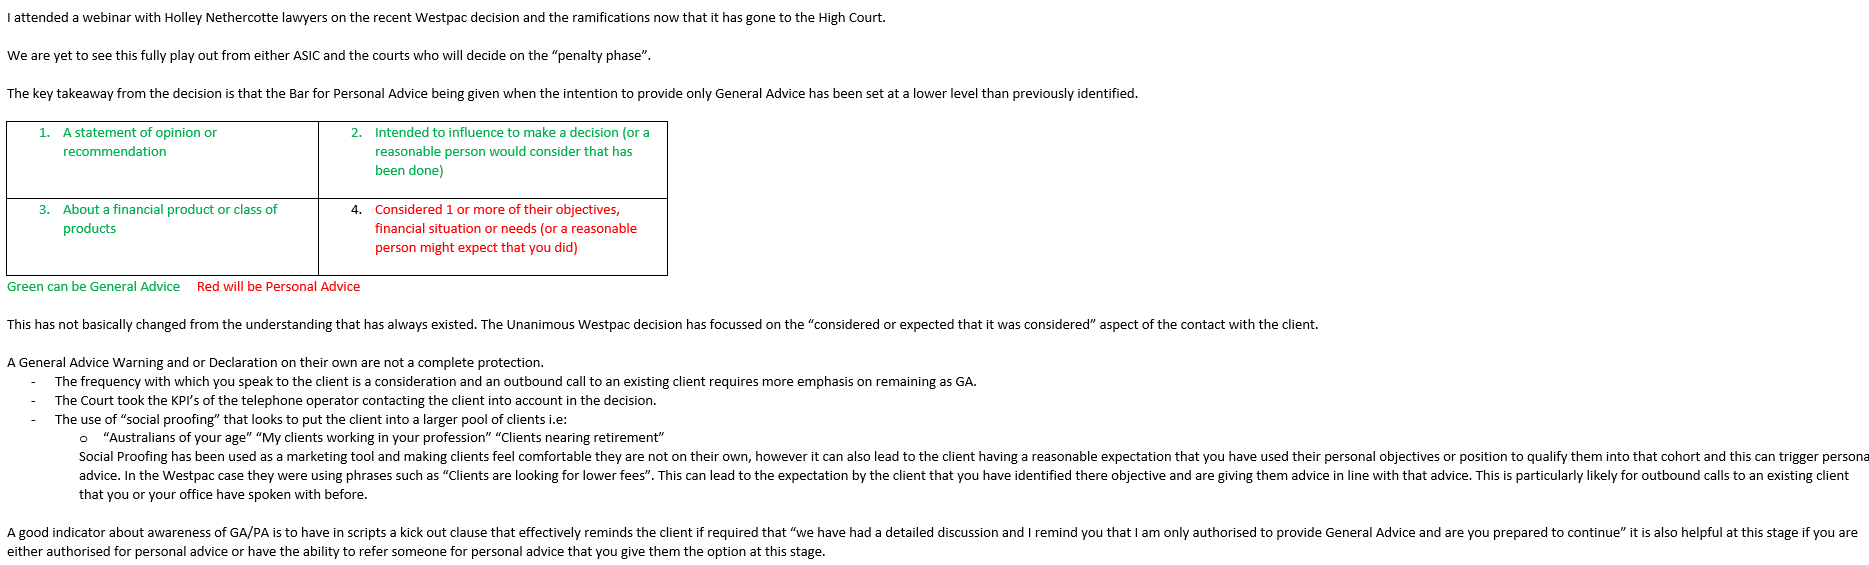 I attended a webinar with Holley Nethercotte lawyers on the recent Westpac decision and the ramifications now that it has gone to the High Court.
We are yet to see this fully play out from either ASIC and the courts who will decide on the “penalty phase”.
The key takeaway from the decision is that the Bar for Personal Advice being given when the intention to provide only General Advice has been set at a lower level than previously identified.
1. A statement of opinion or
recommendation
2. Intended to influence to make a decision (or a
reasonable person would consider that has
been done)
3. About a financial product or class of
products
4. Considered 1 or more of their objectives,
financial situation or needs (or a reasonable
person might expect that you did)
Green can be General Advice Red will be Personal Advice
This has not basically changed from the understanding that has always existed. The Unanimous Westpac decision has focussed on the “considered or expected that it was considered” aspect of the contact with the client.
A General Advice Warning and or Declaration on their own are not a complete protection.
- The frequency with which you speak to the client is a consideration and an outbound call to an existing client requires more emphasis on remaining as GA.
- The Court took the KPI’s of the telephone operator contacting the client into account in the decision.
- The use of “social proofing” that looks to put the client into a larger pool of clients i.e:
o “Australians of your age” “My clients working in your profession” “Clients nearing retirement”
Social Proofing has been used as a marketing tool and making clients feel comfortable they are not on their own, however it can also lead to the client having a reasonable expectation that you have used their personal objectives or position to qualify them into that cohort and this can trigger persona
advice. In the Westpac case they were using phrases such as “Clients are looking for lower fees”. This can lead to the expectation by the client that you have identified there objective and are giving them advice in line with that advice. This is particularly likely for outbound calls to an existing client
that you or your office have spoken with before.
A good indicator about awareness of GA/PA is to have in scripts a kick out clause that effectively reminds the client if required that “we have had a detailed discussion and I remind you that I am only authorised to provide General Advice and are you prepared to continue” it is also helpful at this stage if you are
either authorised for personal advice or have the ability to refer someone for personal advice that you give them the option at this stage.